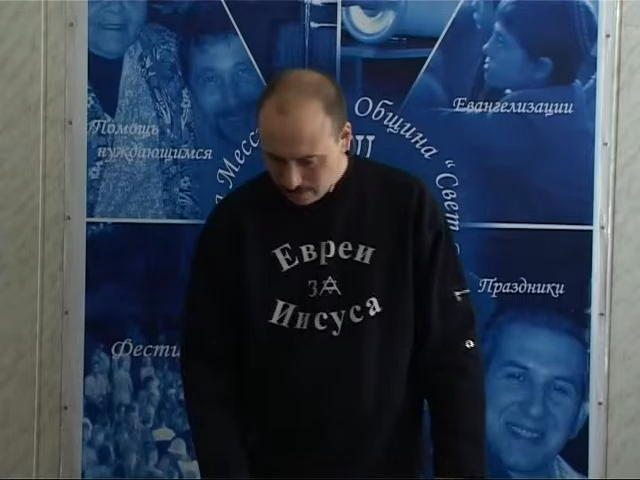 Помощь
нуждающимся
Община "Свет
Евангелизации
Евреи
за
Иисуса
Праздники